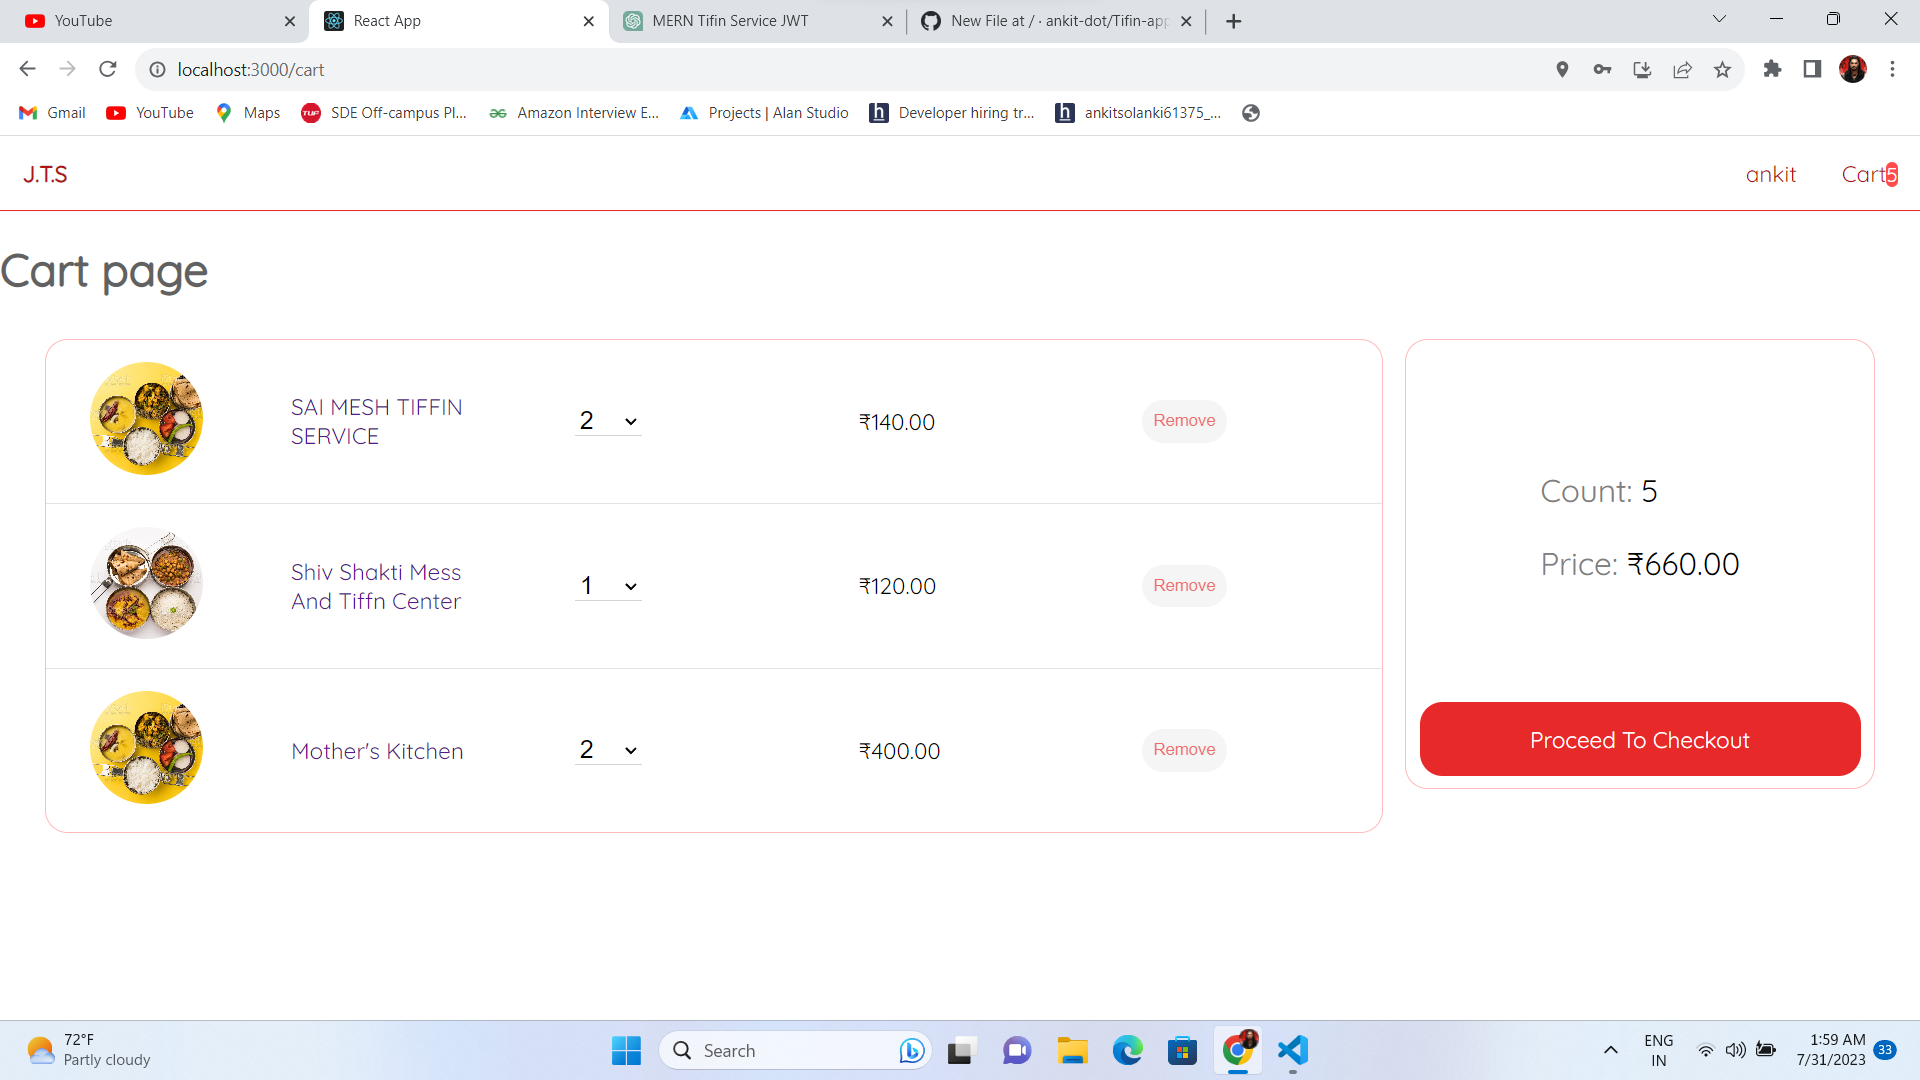 YouTube
React App
MERN Tifin Service JWT
New File at / · ankit-dot/Tifin-app
localhost:3000/cart
Gmail
YouTube
Maps
SDE Off-campus Pl...
Amazon Interview E...
Projects | Alan Studio
Developer hiring tr...
ankitsolanki61375_...
J.T.S
ankit
Cart5
Cart page
SAI MESH TIFFIN
SERVICE
2
₹140.00
Remove
Shiv Shakti Mess
And Tiffn Center
1
₹120.00
Remove
Mother's Kitchen
2
₹400.00
Remove
Count: 5
Price: ₹660.00
Proceed To Checkout
72°F
Partly cloudy
Search
ENG
IN
1:59 AM
7/31/2023
33